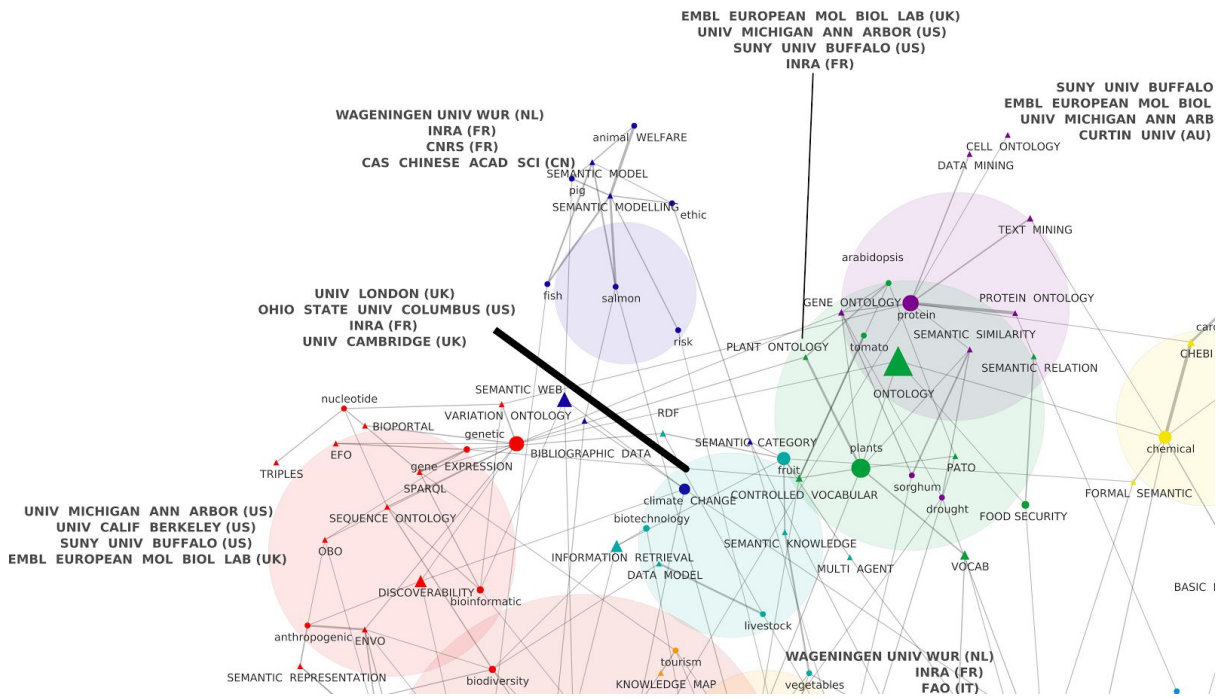 EMBL EUROPEAN MOL BIOL LAB (UK)
UNIV MICHIGAN ANN ARBOR (US)
SUNY UNIV BUFFALO (US)
INRA (FR)
SUNY UNIV BUFFALO
EMBL EUROPEAN MOL BIOL
UNIV MICHIGAN ANN ARB
CURTIN UNIV (AU)
WAGENINGEN UNIV WUR (NL)
INRA (FR)
CNRS (FR)
CAS CHINESE ACAD SCI (CN)
animal WELFARE
SEMANTIC MODEL
pig
SEMANTIC MODELLING
ethic
CELL ONTOLOGY
DATA MINING
TEXT MINING
arabidopsis
fish
salmon
risk
GENE ONTOLOGY
protein
PROTEIN ONTOLOGY
SEMANTIC SIMILARITY
PLANT ONTOLOGY
tomato
SEMANTIC RELATION
ONTOLOGY
card
CHEBI
UNIV LONDON (UK)
OHIO STATE UNIV COLUMBUS (US)
INRA (FR)
UNIV CAMBRIDGE (UK)
SEMANTIC WEB
VARIATION ONTOLOGY
RDF
nucleotide
BIOPORTAL
genetic
EFO
BIBLIOGRAPHIC DATA
SEMANTIC CATEGORY
plants
chemical
gene EXPRESSION
TRIPLES
SPARQL
fruit
PATO
sorghum
climate CHANGE
CONTROLLED VOCABULAR
FORMAL SEMANTIC
drought
FOOD SECURITY
UNIV MICHIGAN ANN ARBOR (US)
UNIV CALIF BERKELEY (US)
SUNY UNIV BUFFALO (US)
EMBL EUROPEAN MOL BIOL LAB (UK)
SEQUENCE ONTOLOGY
biotechnology
OBO
INFORMATION RETRIEVAL
SEMANTIC KNOWLEDGE
DATA MODEL
MULTI AGENT
VOCAB
DISCOVERABILITY
bioinformatic
BASIC
livestock
anthropogenic
ENVO
SEMANTIC REPRESENTATION
biodiversity
tourism
KNOWLEDGE MAP
WAGENINGEN UNIV WUR (NL)
INRA (FR)
FAO (IT)
vegetables